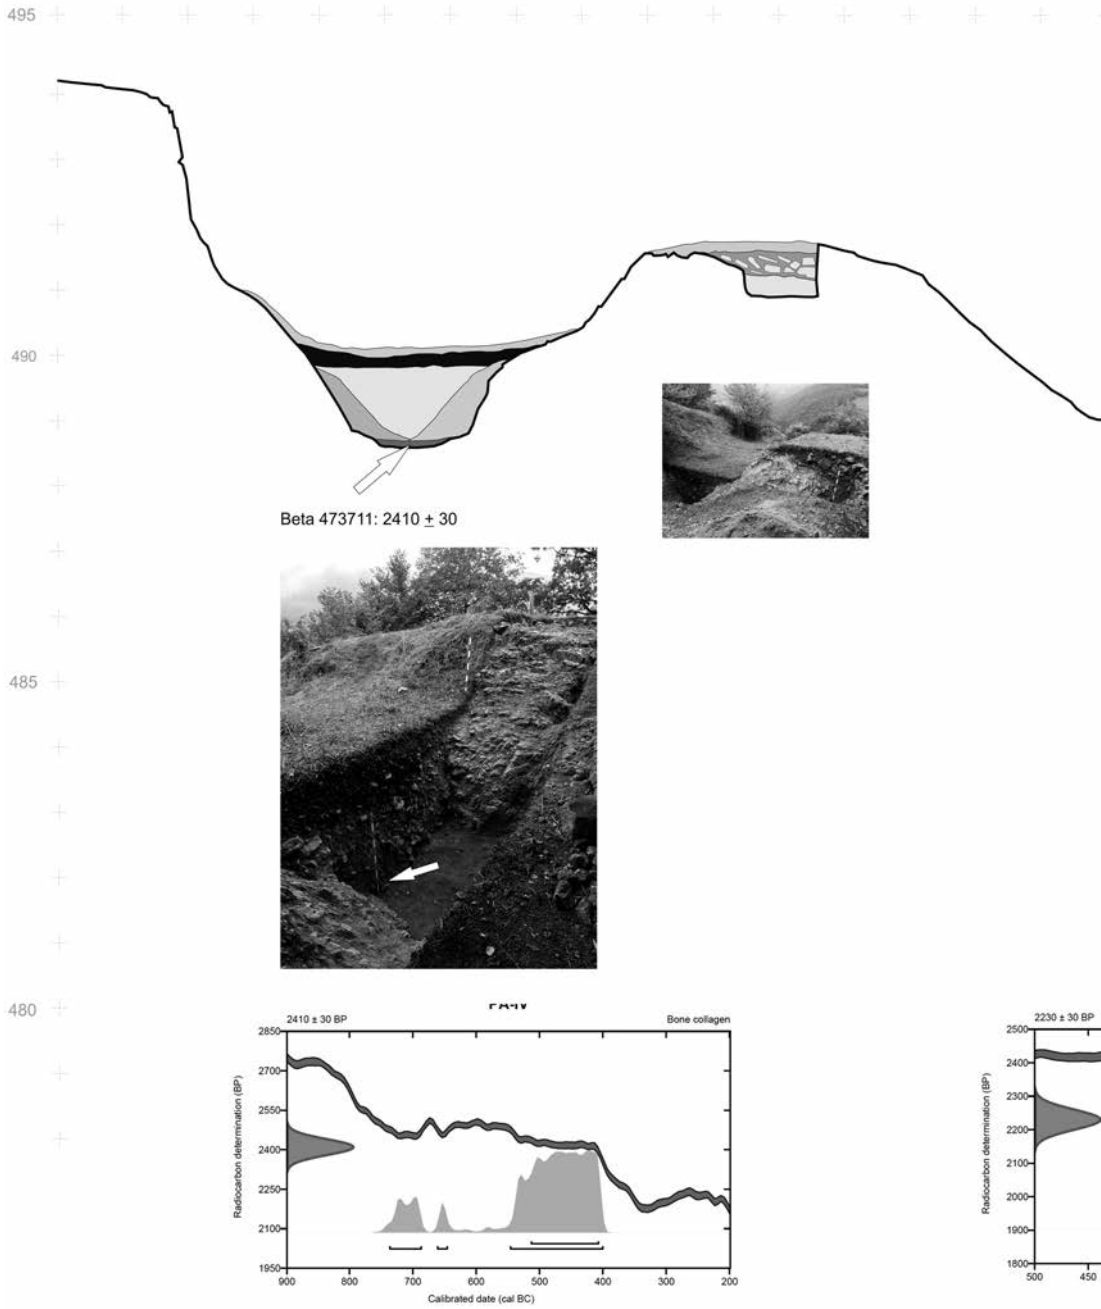 495
490
Beta 473711: 2410 ± 30
485
480
PA-IV
2410 ± 30 BP
Bone collagen
2850
2700
2550
2400
2250
2100
1950
Radiocarbon determination (BP)
900 800 700 600 500 400 300 200
Calibrated date (cal BC)
2230 ± 30 BP
2500
2400
2300
2200
2100
2000
1900
1800
Radiocarbon determination (BP)
500 450